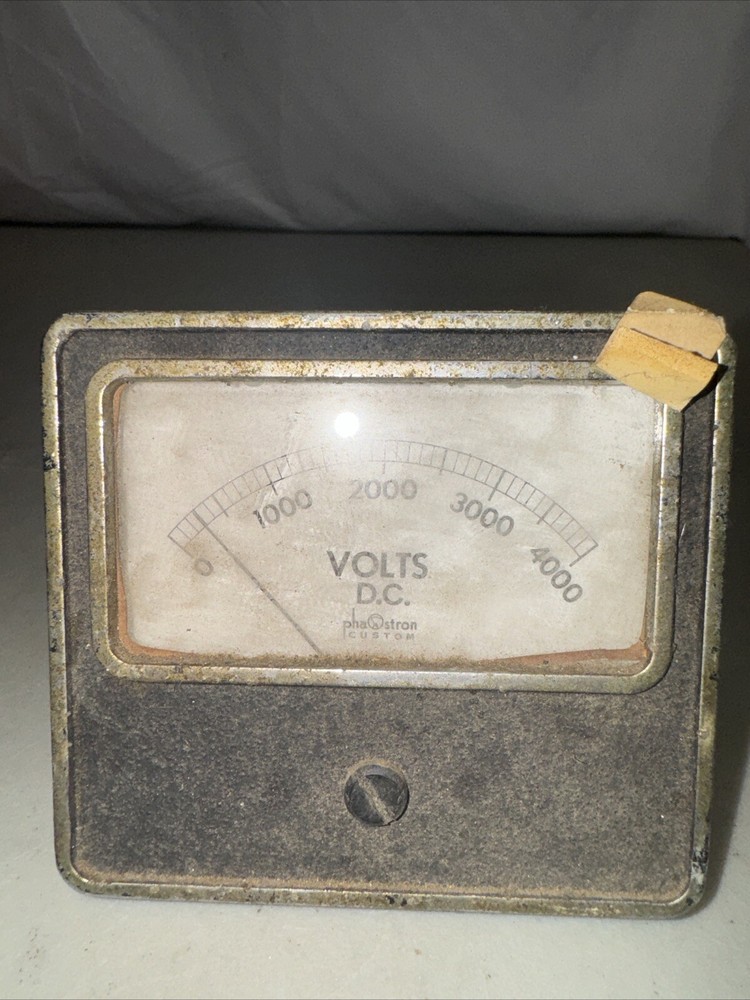 0 1000 2000 3000 4000
VOLTS
D.C.
phaostron
CUSTOM